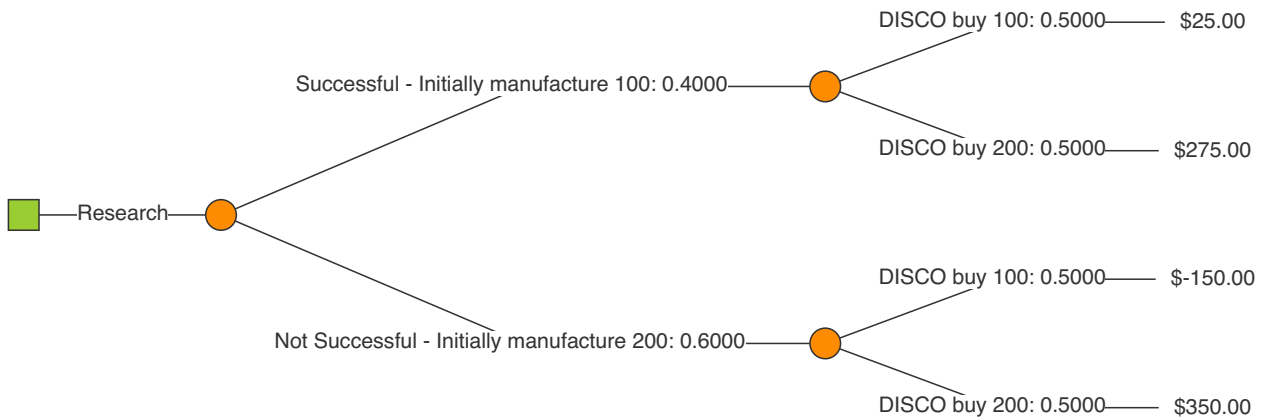 DISCO buy 100: 0.5000 $25.00
Successful - Initially manufacture 100: 0.4000
DISCO buy 200: 0.5000 $275.00
Research
DISCO buy 100: 0.5000 $-150.00
Not Successful - Initially manufacture 200: 0.6000
DISCO buy 200: 0.5000 $350.00